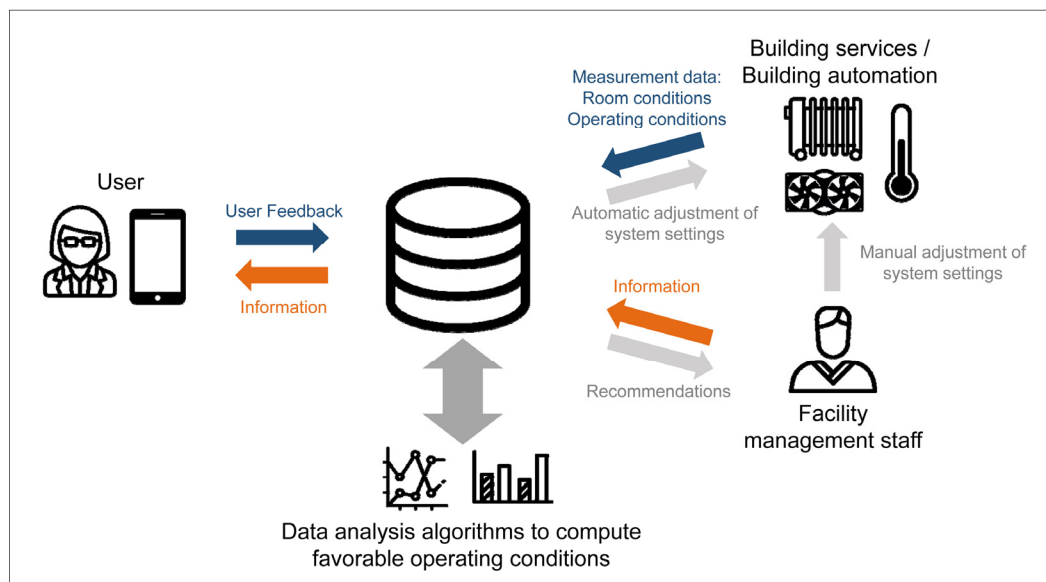 Building services /
Building automation
Measurement data:
Room conditions
Operating conditions
User
User Feedback
Information
Automatic adjustment of
system settings
Manual adjustment of
system settings
Information
Recommendations
Facility
management staff
Data analysis algorithms to compute
favorable operating conditions